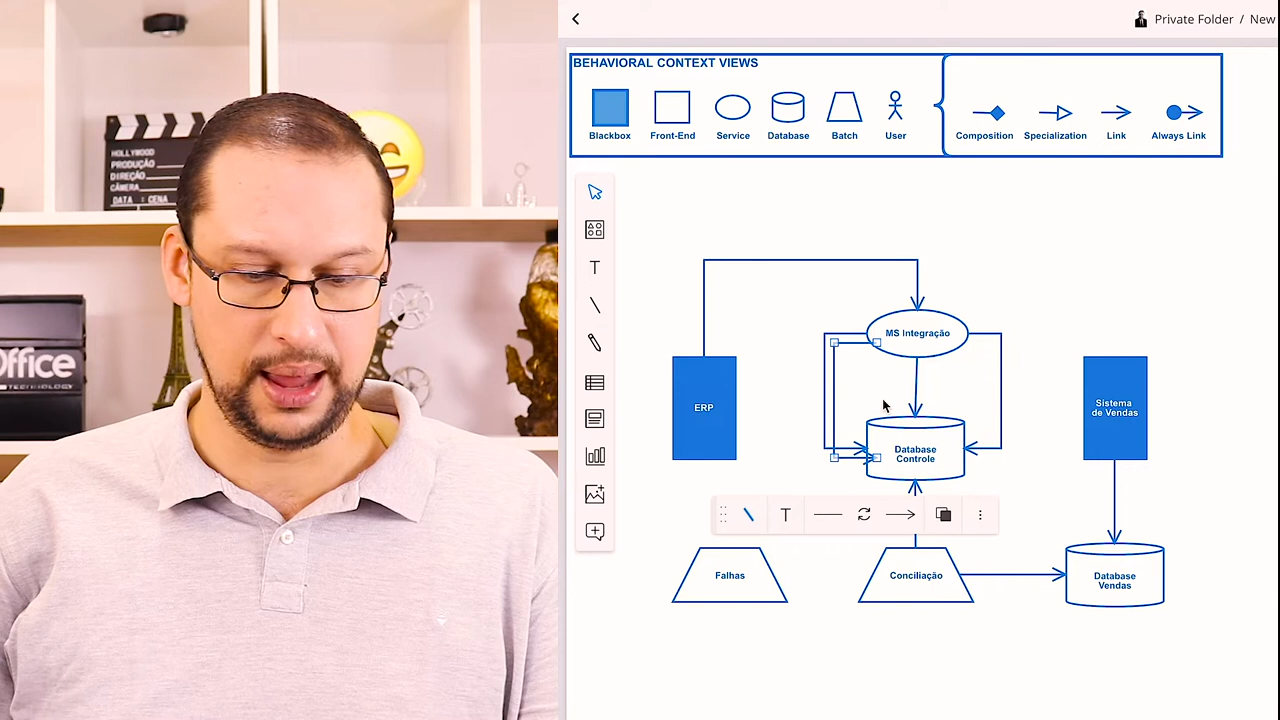 Private Folder / New
BEHAVIORAL CONTEXT VIEWS
Blackbox
Front-End
Service
Database
Batch
User
Composition
Specialization
Link
Always Link
HOLLYWOOD
PRODUÇÃO
DIREÇÃO
CÂMERA
DATA : CENA
Office
TECHNOLOGY
T
MS Integração
ERP
Sistema
de Vendas
Database
Controle
T
Falhas
Conciliação
Database
Vendas